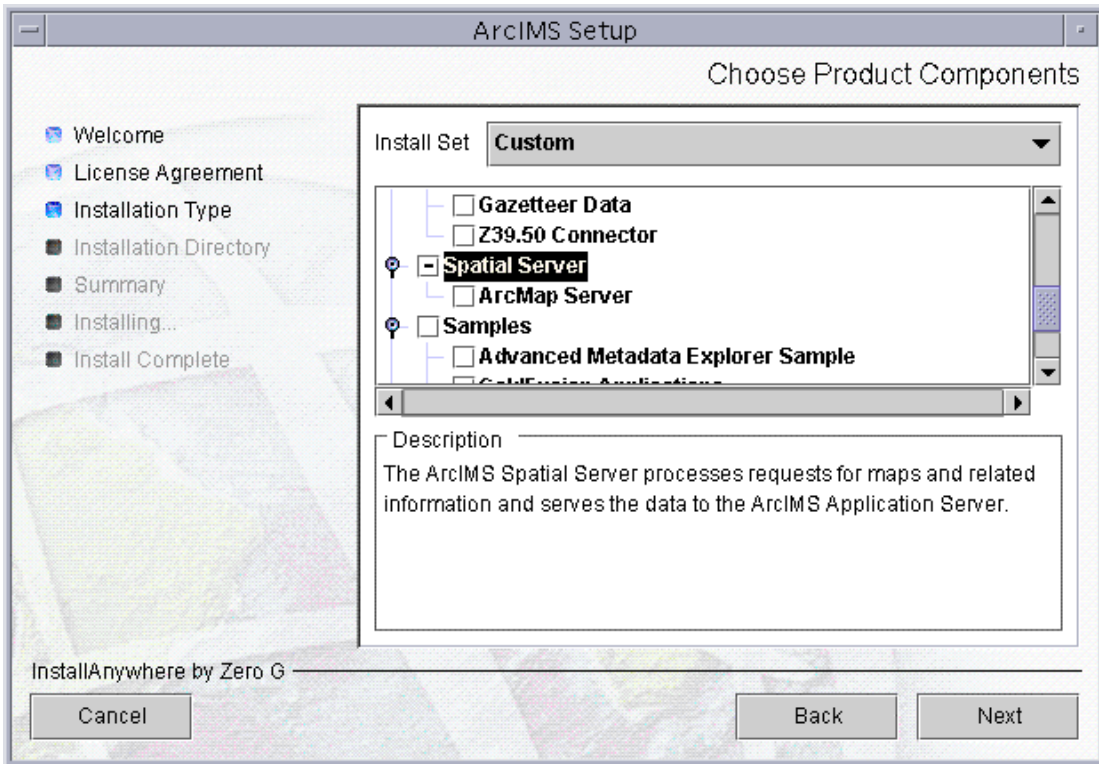 ArcIMS Setup
Choose Product Components
Welcome
License Agreement
Installation Type
Installation Directory
Summary
Installing...
Install Complete
Install Set Custom
Gazetteer Data
Z39.50 Connector
Spatial Server
ArcMap Server
Samples
Advanced Metadata Explorer Sample
ColdFusion Applications
Description
The ArcIMS Spatial Server processes requests for maps and related
information and serves the data to the ArcIMS Application Server.
InstallAnywhere by Zero G
Cancel
Back
Next